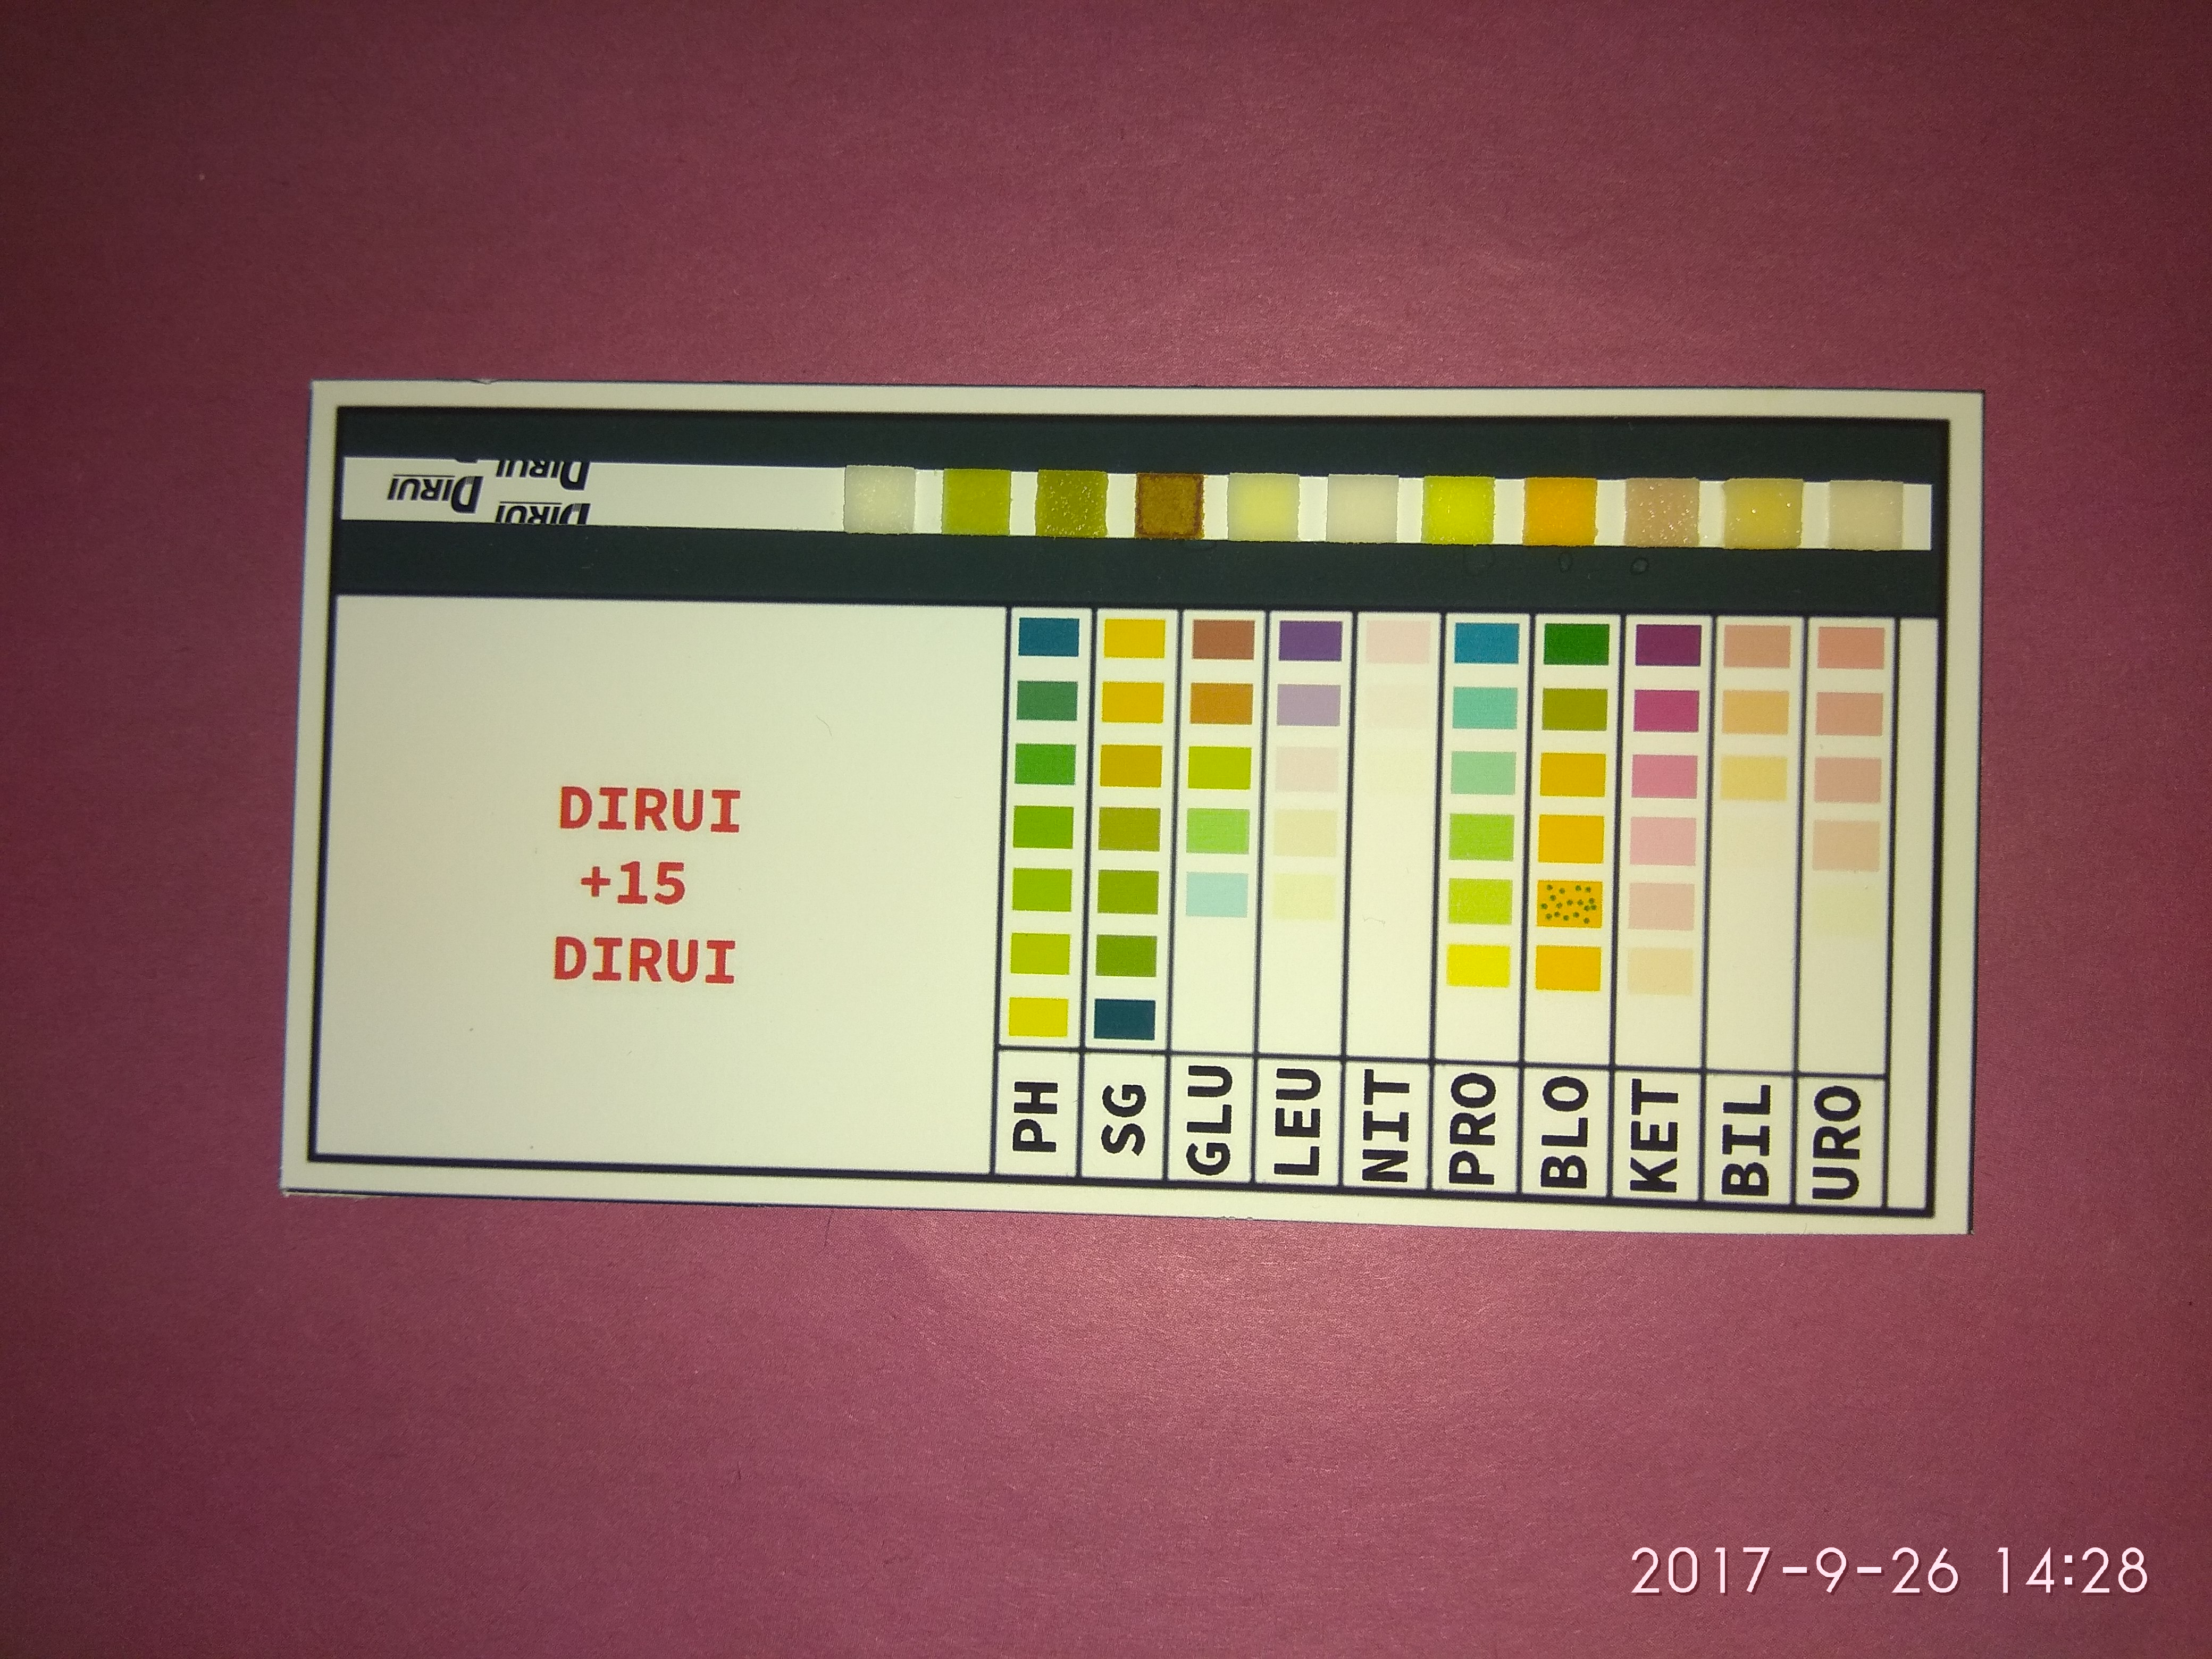 DIRUI
DIRUI
DIRUI
DIRUI
+15
DIRUI
PH
SG
GLU
LEU
NIT
PRO
BLO
KET
BIL
URO
2017-9-26 14:28